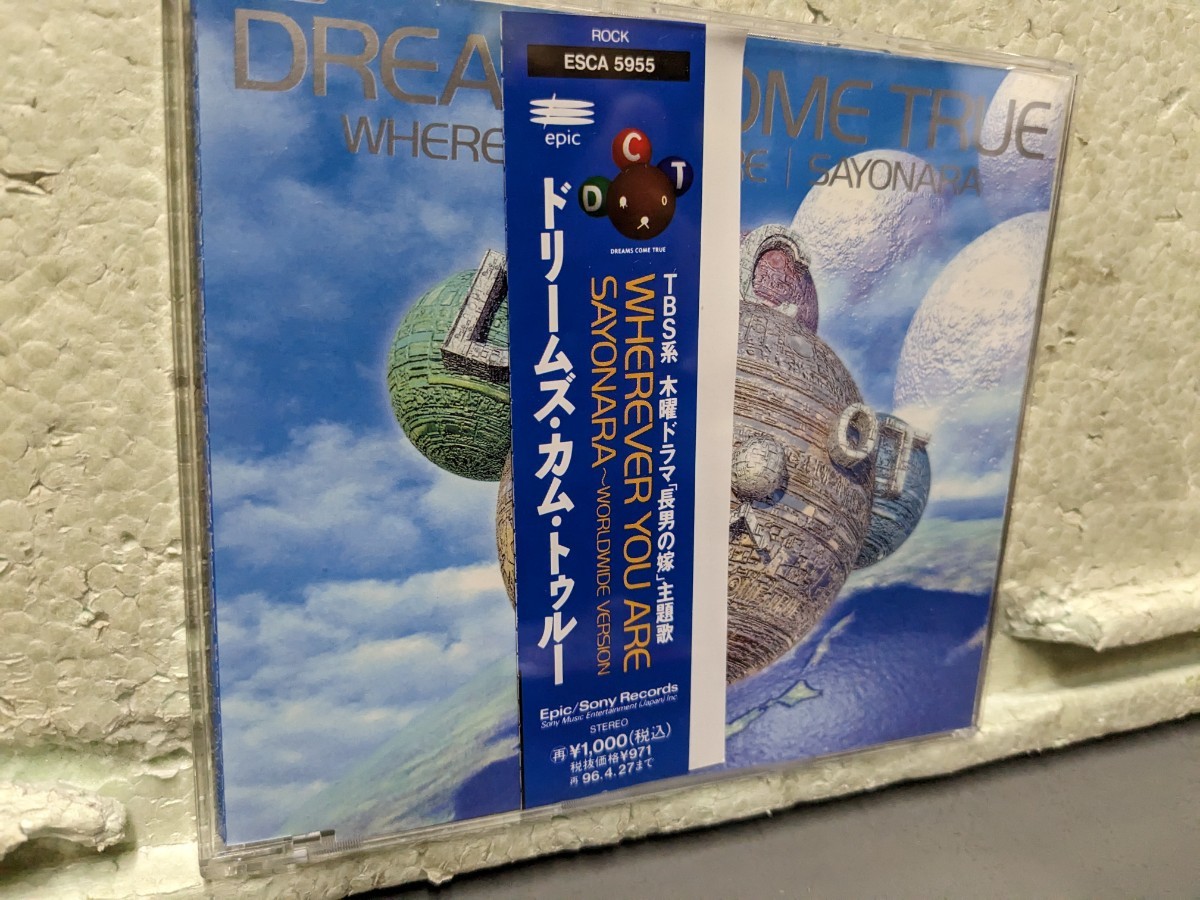 DREA
OME TRUE
WHERE
RE | SAYONARA
ROCK
ESCA 5955
epic
D
C
T
DREAMS COME TRUE
TBS系 木曜ドラマ「長男の嫁」主題歌
WHEREVER YOU ARE
SAYONARA～WORLDWIDE VERSION
ドリームズ・カム・トゥルー
Epic/Sony Records
Sony Music Entertainment (Japan) Inc
STEREO
再¥1,000(税込)
税抜価格¥971
再96.4.27まで